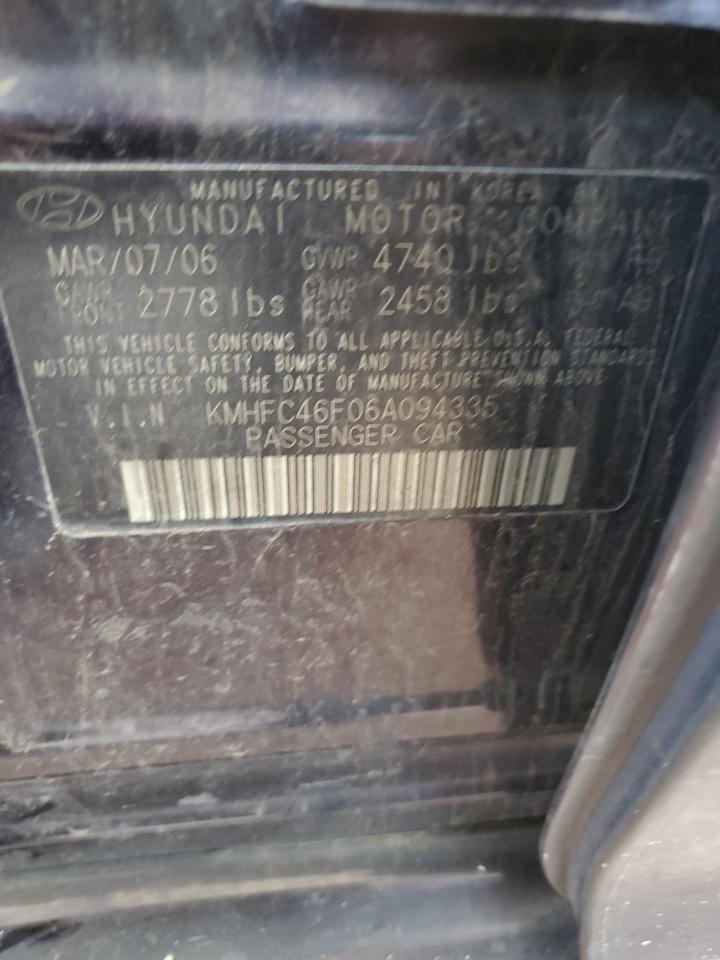 MANUFACTURED IN KOREA BY
HYUNDAI MOTOR COMPANY
MAR/07/06 GVWR 4740 lbs
GAWR FRONT 2778 lbs GAWR REAR 2458 lbs
THIS VEHICLE CONFORMS TO ALL APPLICABLE U.S.A. FEDERAL
MOTOR VEHICLE SAFETY, BUMPER, AND THEFT PREVENTION STANDARDS
IN EFFECT ON THE DATE OF MANUFACTURE SHOWN ABOVE
V.I.N KMHFC46F06A094335
PASSENGER CAR